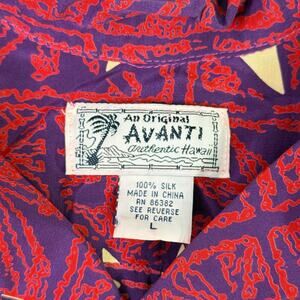 An Original
AVANTI
authentic Hawaii
100% SILK
MADE IN CHINA
RN 86382
SEE REVERSE
FOR CARE
L